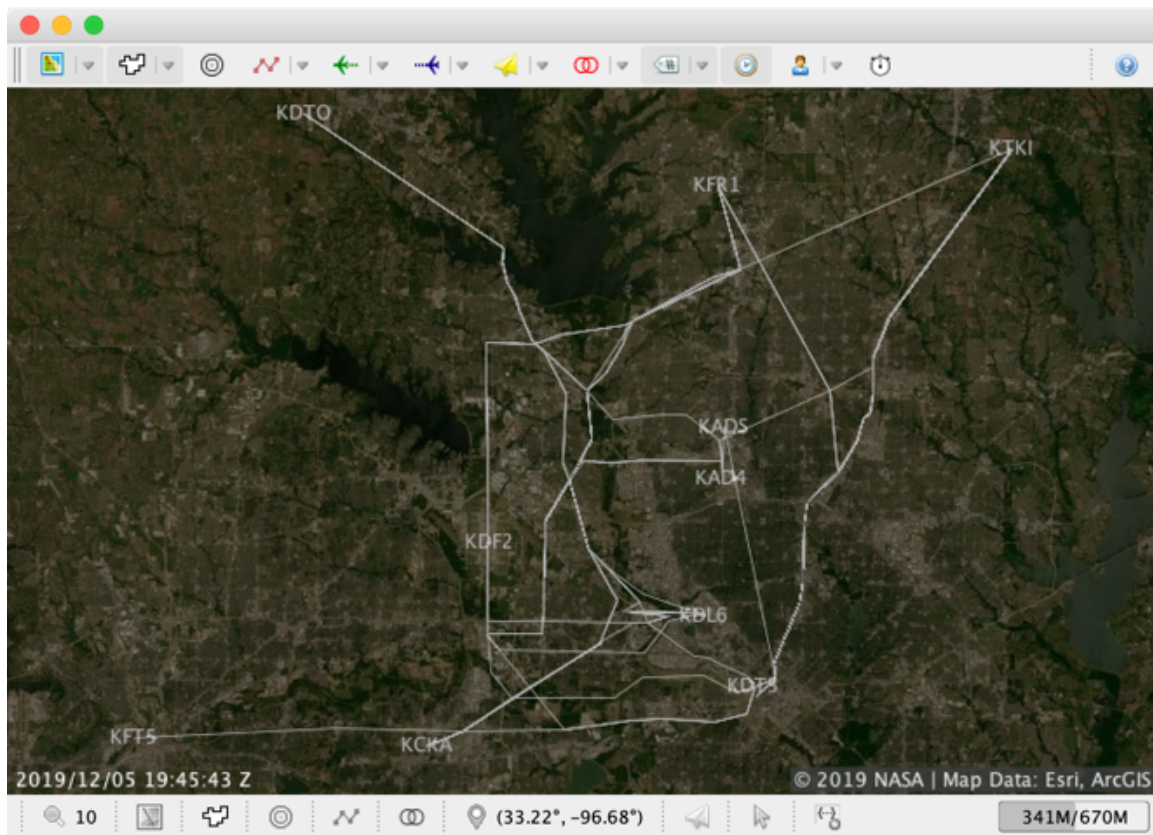 KDTO
KTKI
KFR1
KADS
KAD4
KDF2
KDL6
KFT5
KCKA
2019/12/05 19:45:43 Z
© 2019 NASA | Map Data: Esri, ArcGIS
10
(33.22°, -96.68°)
341M/670M